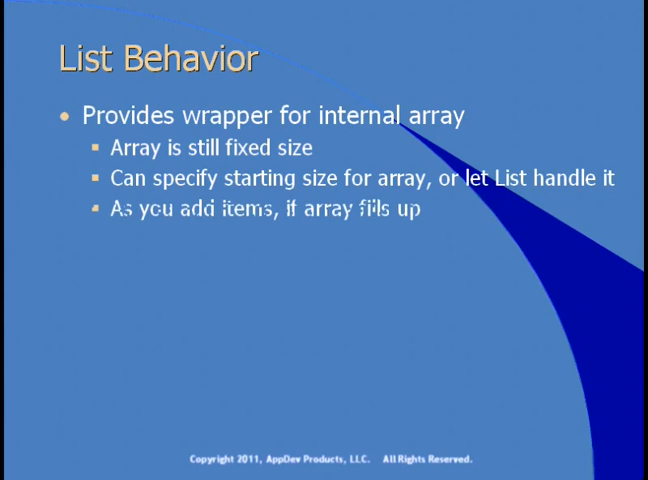 List Behavior
• Provides wrapper for internal array
▪ Array is still fixed size
▪ Can specify starting size for array, or let List handle it
▪ As you add items, if array fills up
Copyright 2011, AppDev Products, LLC. All Rights Reserved.